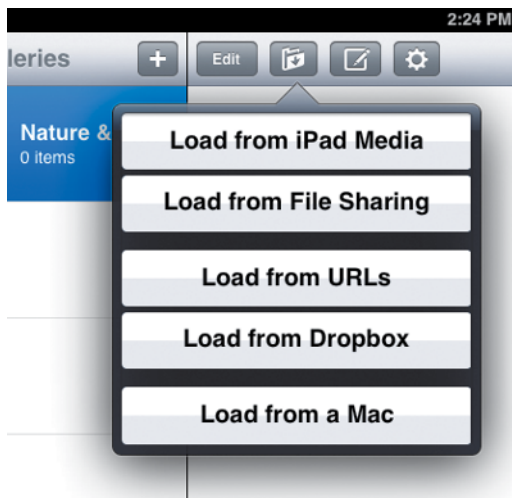 2:24 PM
leries
+
Edit
Nature &
0 items
Load from iPad Media
Load from File Sharing
Load from URLs
Load from Dropbox
Load from a Mac